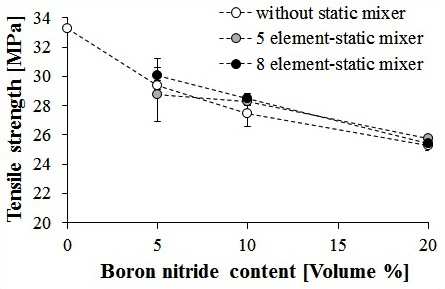 34
32
30
28
26
24
22
20
Tensile strength [MPa]
without static mixer
5 element-static mixer
8 element-static mixer
0 5 10 15 20
Boron nitride content [Volume %]